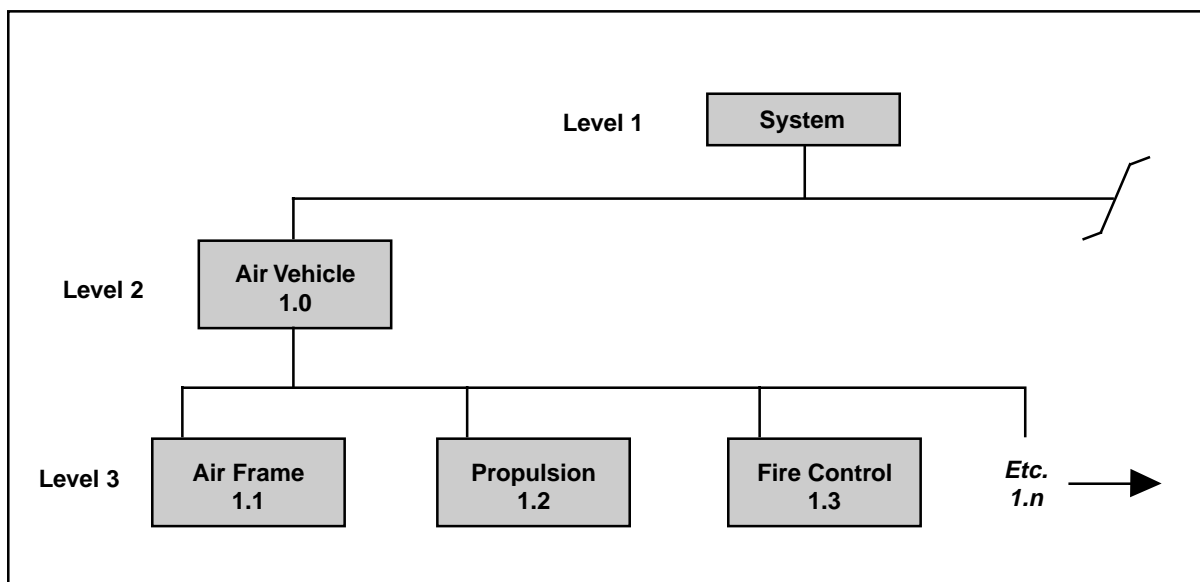 Level 1
System
Level 2
Air Vehicle
1.0
Level 3
Air Frame
1.1
Propulsion
1.2
Fire Control
1.3
Etc.
1.n